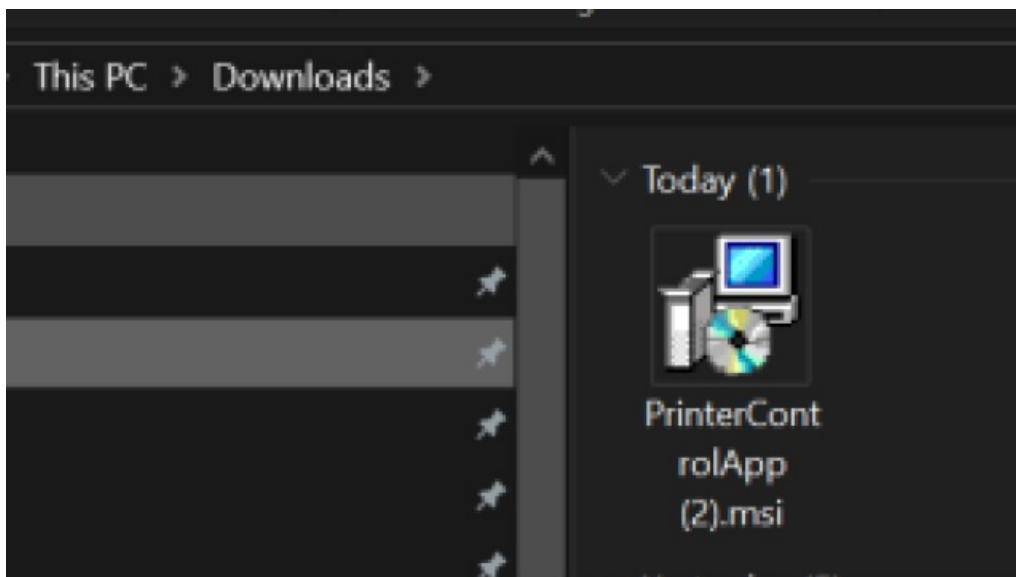 This PC > Downloads >
Today (1)
PrinterCont
rolApp
(2).msi